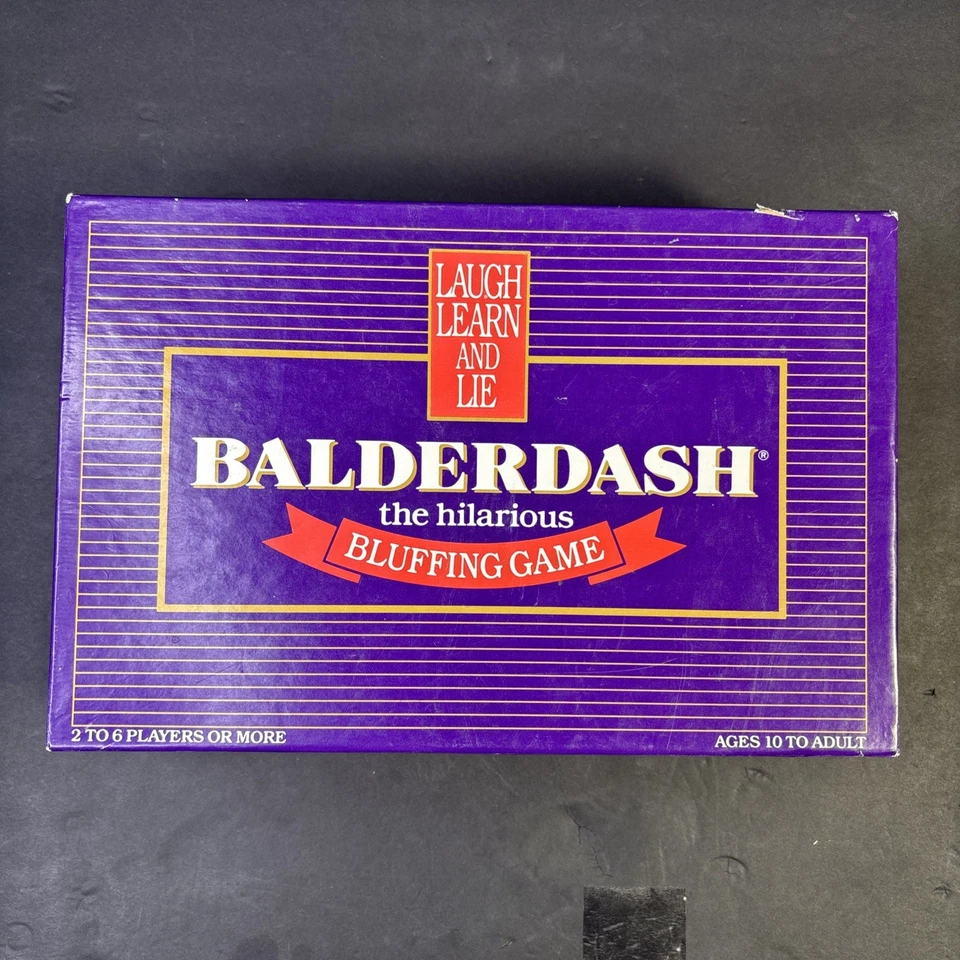 LAUGH
LEARN
AND
LIE
BALDERDASH®
the hilarious
BLUFFING GAME
2 TO 6 PLAYERS OR MORE
AGES 10 TO ADULT